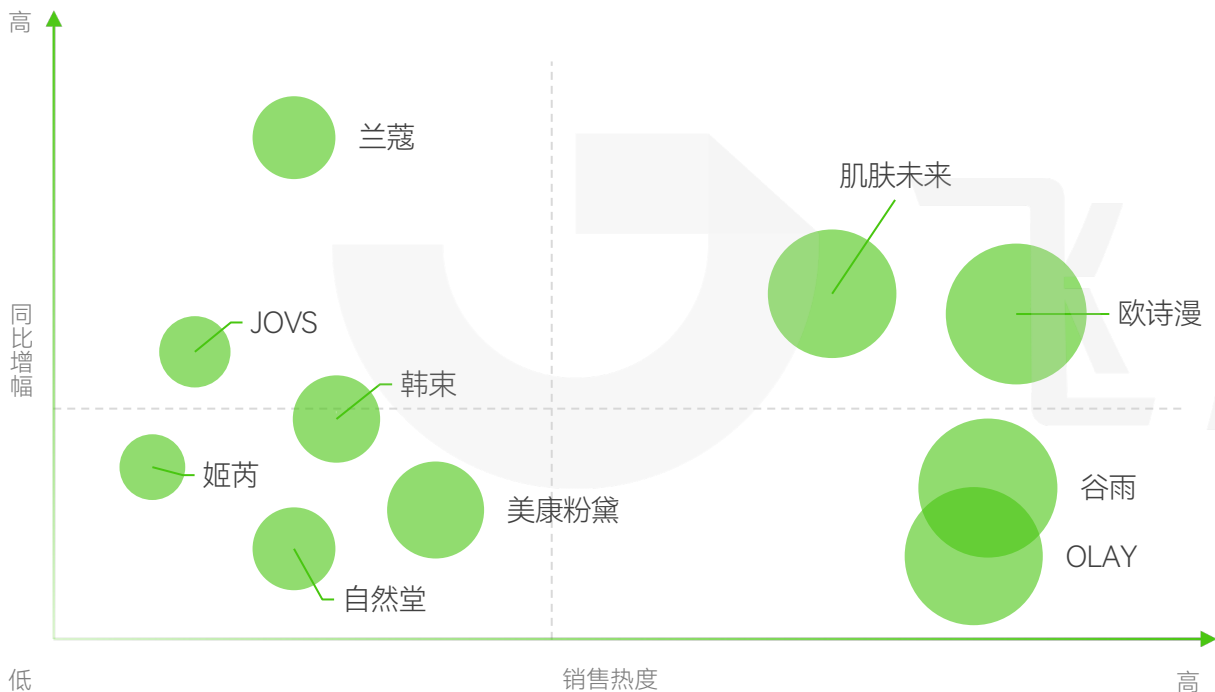 高
兰蔻
肌肤未来
同比增幅
JOVS
欧诗漫
韩束
姬芮
美康粉黛
谷雨
OLAY
自然堂
低
销售热度
高